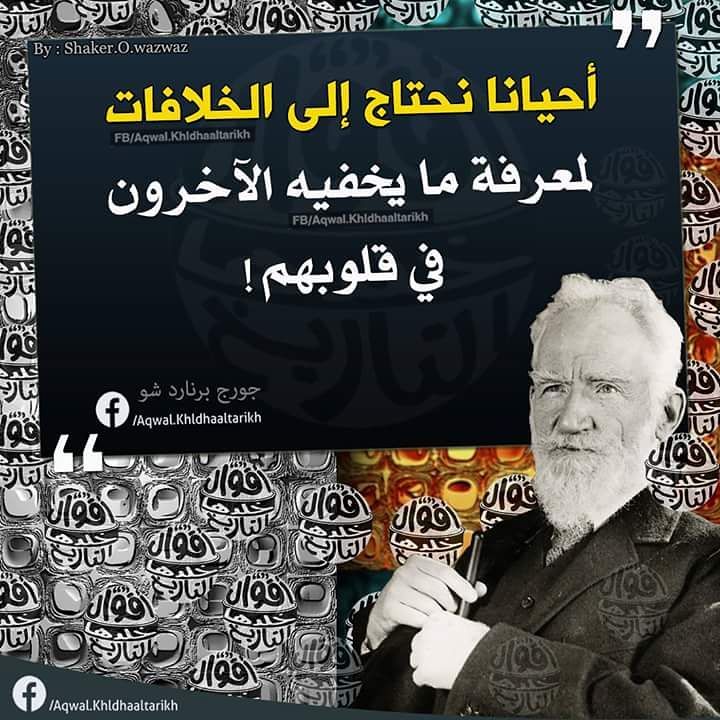 By : Shaker.O.wazwaz
أحيانا نحتاج إلى الخلافات
FB/Aqwal.Khldhaaltarikh
لمعرفة ما يخفيه الآخرون
FB/Aqwal.Khldhaaltarikh
في قلوبهم !
جورج برنارد شو
/Aqwal.Khldhaaltarikh
/Aqwal.Khldhaaltarikh